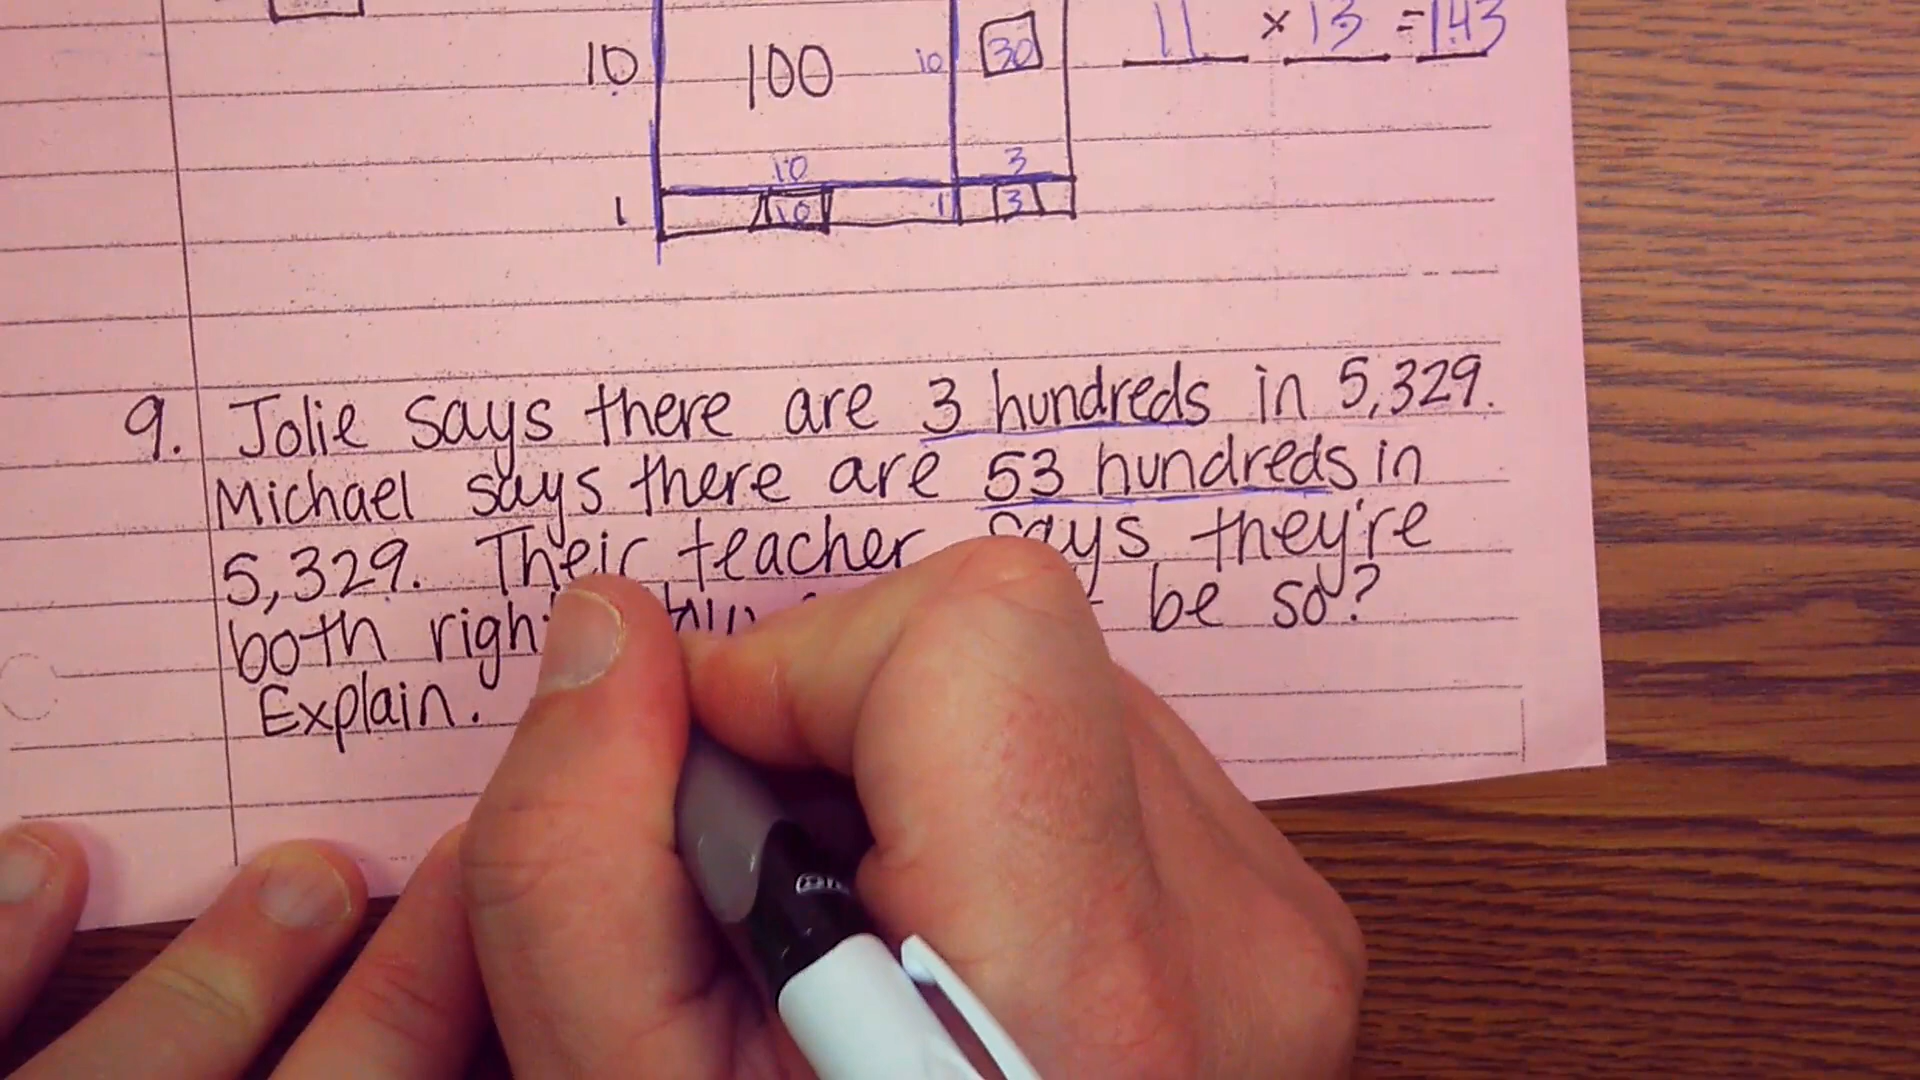 10 100 10 30 11 × 13 = 143
10 3
1 10 1 3
9. Jolie says there are 3 hundreds in 5,329.
Michael says there are 53 hundreds in
5,329. Their teacher says they're
both be so?
Explain.